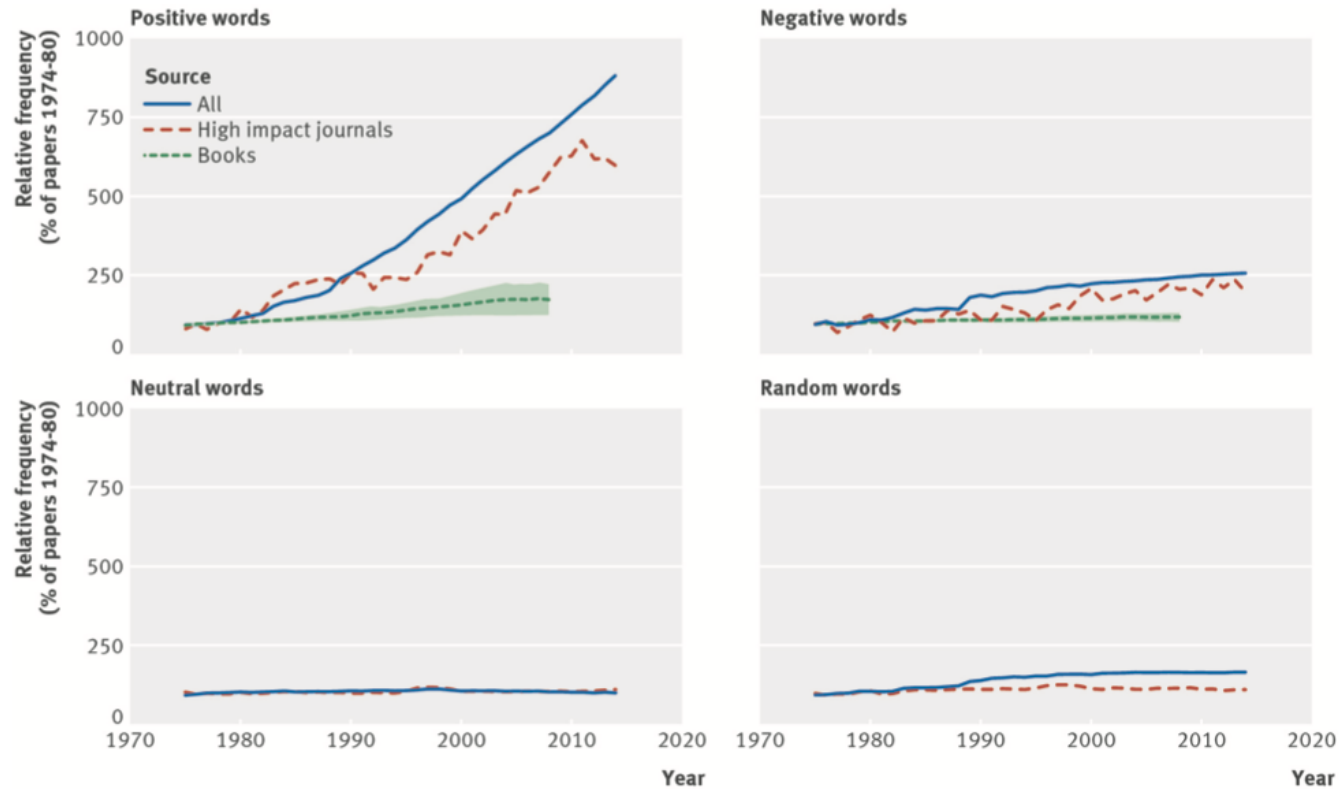 Positive words
Negative words
Relative frequency
(% of papers 1974-80)
1000
750
500
250
0
Source
All
High impact journals
Books
Neutral words
Random words
Relative frequency
(% of papers 1974-80)
1000
750
500
250
0
1970 1980 1990 2000 2010 2020
1970 1980 1990 2000 2010 2020
Year
Year